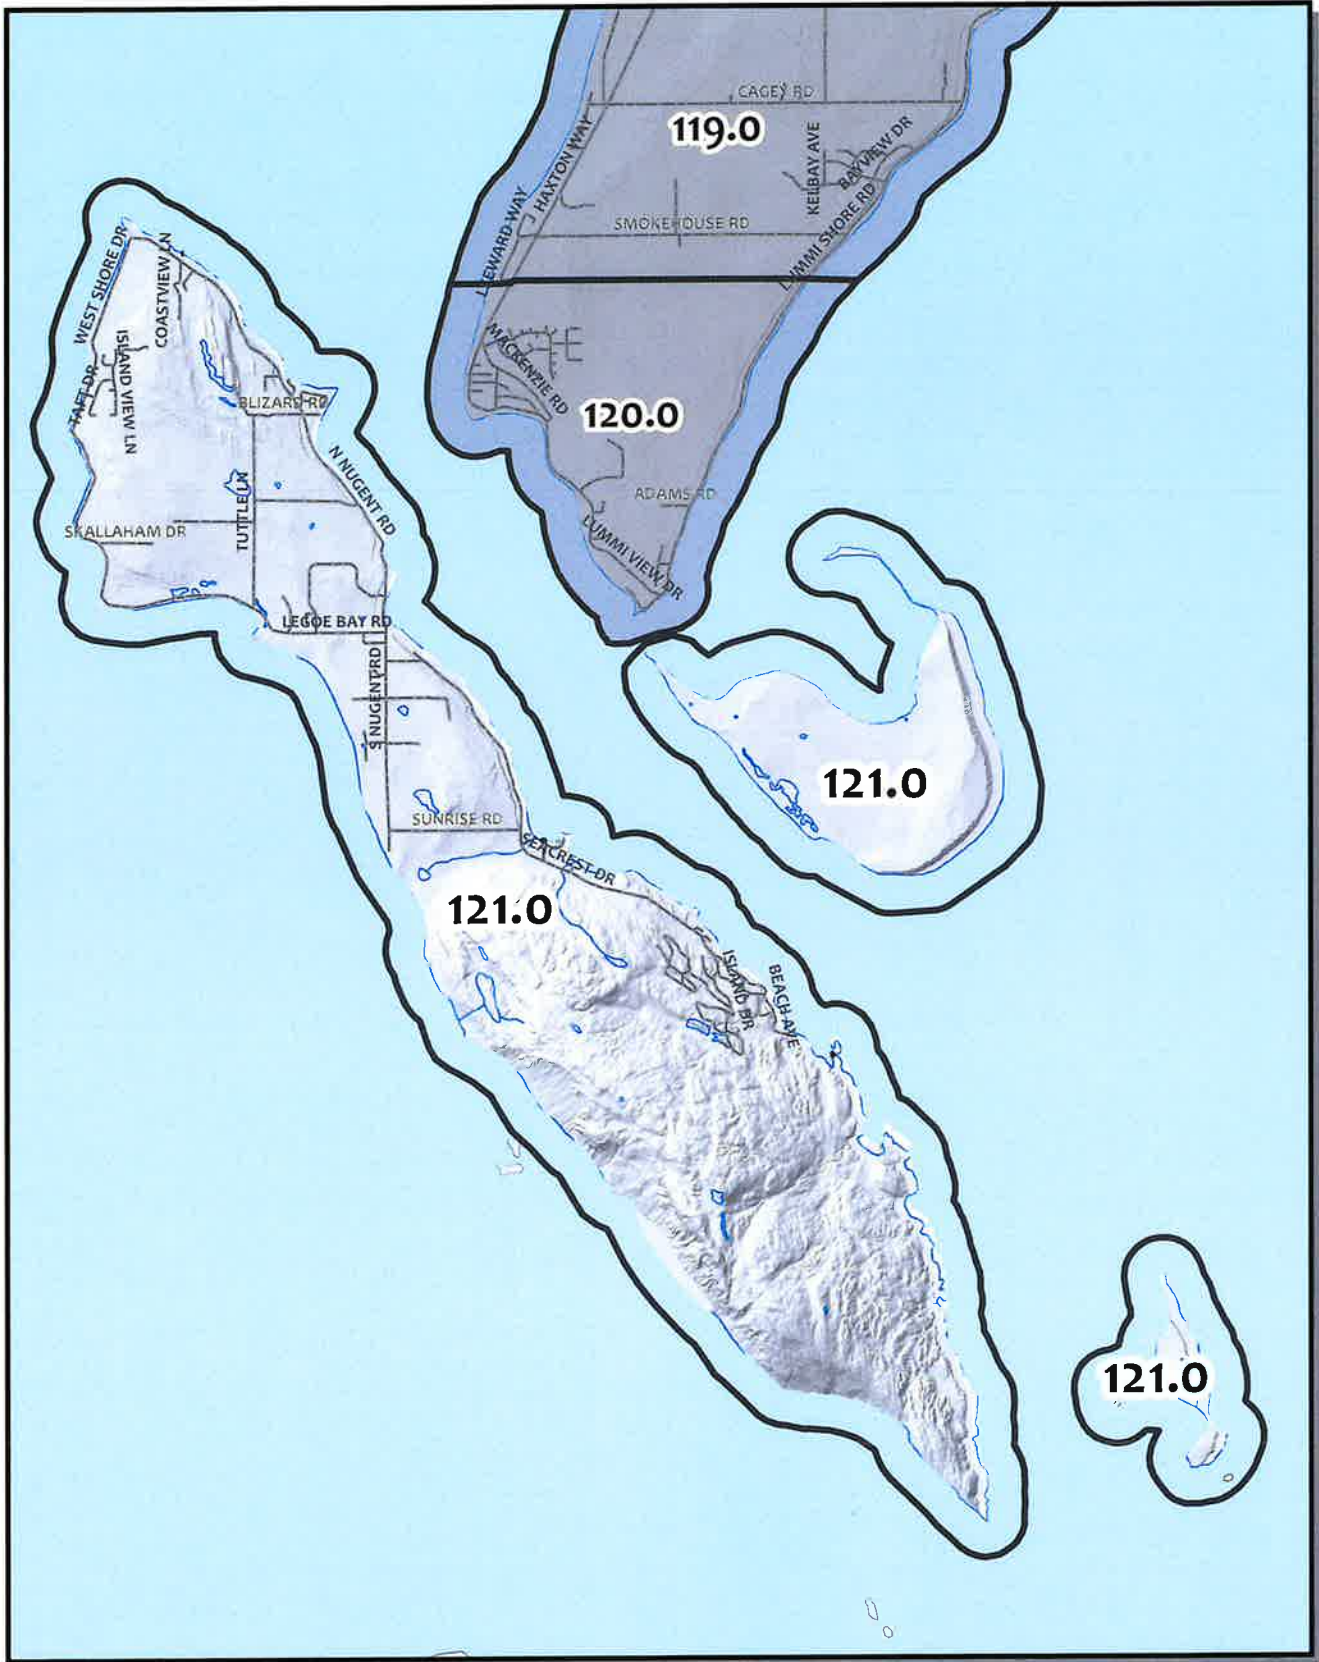 CAGEY RD
119.0
HAXTON WAY
KELBAY AVE
BAYVIEW DR
LEEWARD WAY
SMOKEHOUSE RD
LUMMI SHORE RD
WEST SHORE DR
COASTVIEW LN
ISLAND VIEW LN
TAFT DR
MACKENZIE RD
BLIZARD RD
120.0
N NUGENT RD
TUTTLE LN
ADAMS RD
SKALLAHAM DR
LUMMI VIEW DR
LEGOE BAY RD
S NUGENT RD
121.0
SUNRISE RD
SEACREST DR
121.0
ISLAND DR
BEACH AVE
121.0